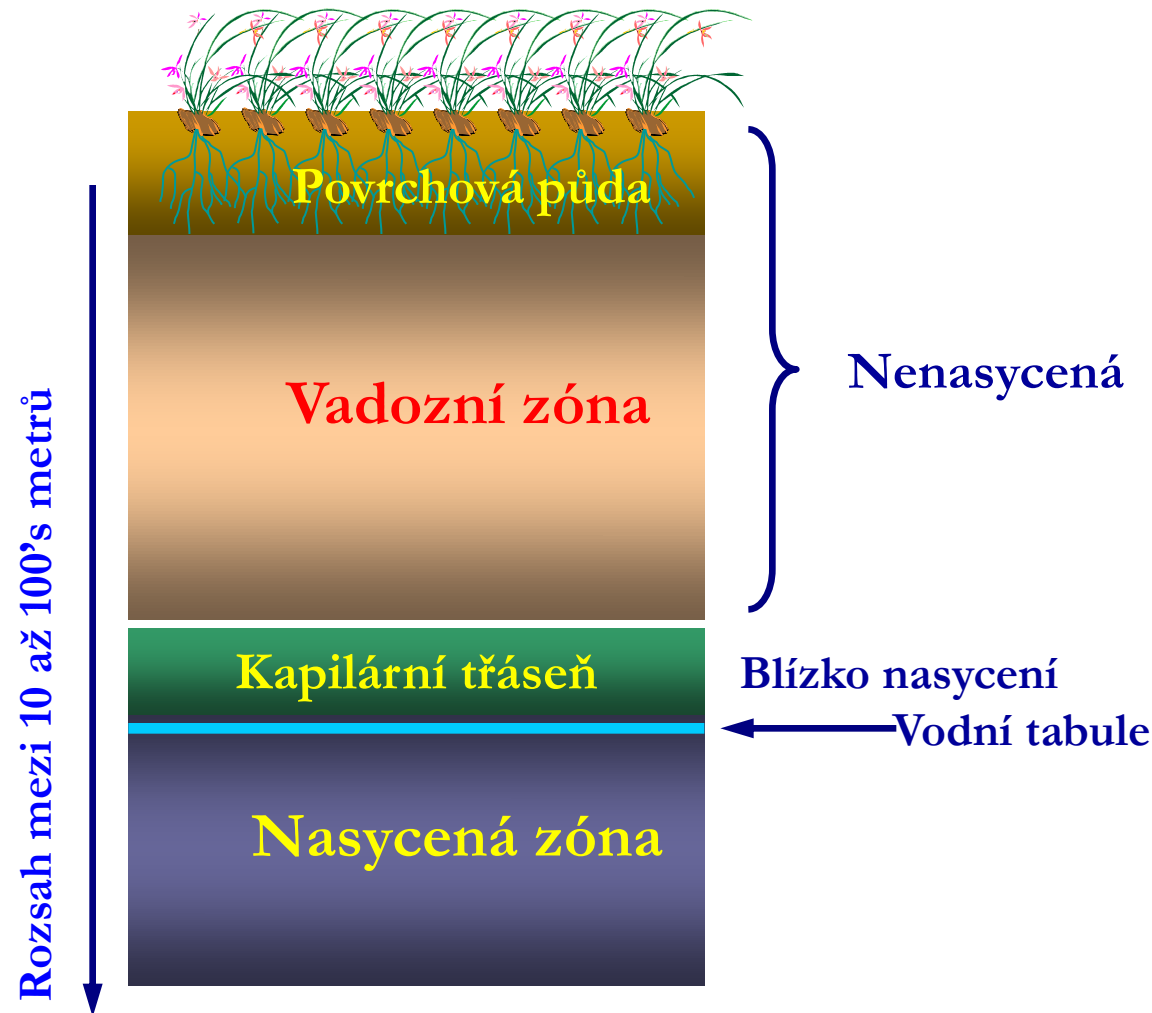 Povrchová půda
Vadozní zóna
Nenasycená
Kapilární třáseň
Blízko nasycení
Vodní tabule
Nasycená zóna
Rozsah mezi 10 až 100’s metrů